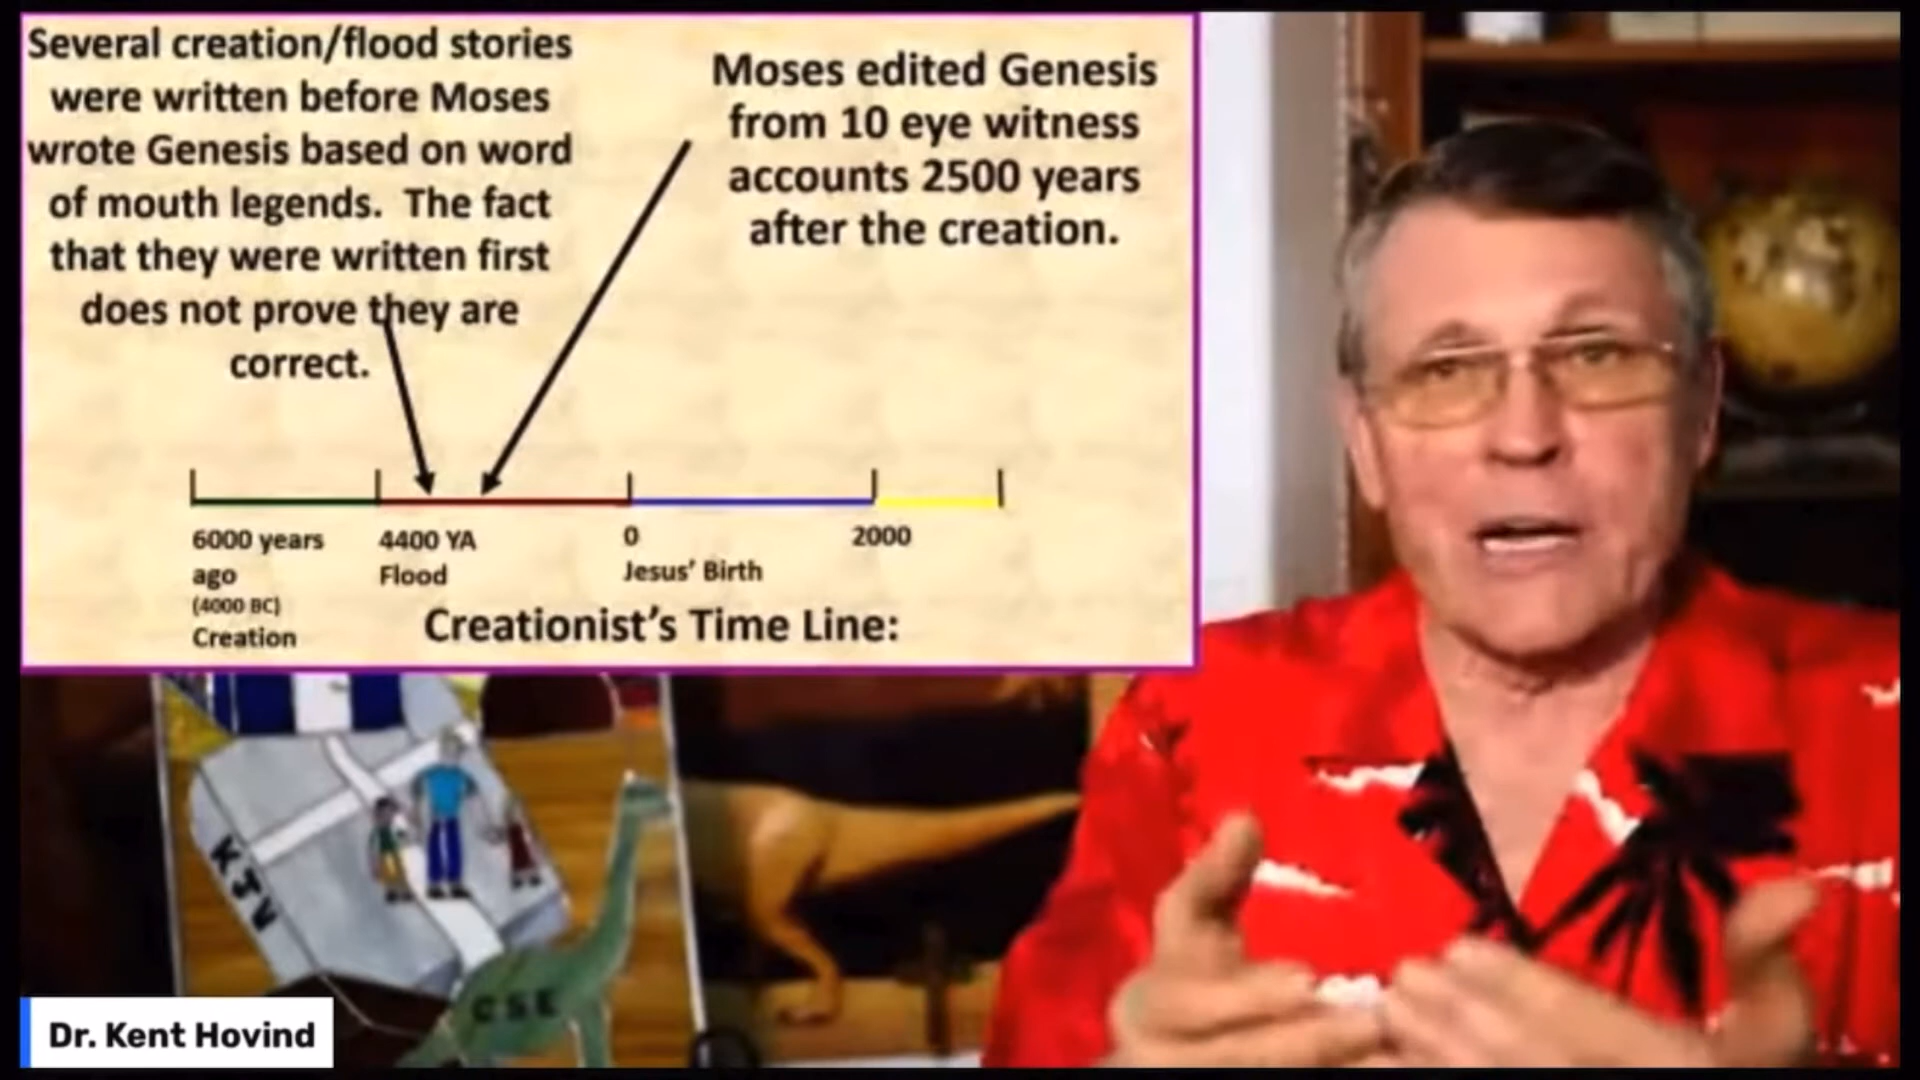 Several creation/flood stories
were written before Moses
wrote Genesis based on word
of mouth legends.  The fact
that they were written first
does not prove they are
correct.
Moses edited Genesis
from 10 eye witness
accounts 2500 years
after the creation.
6000 years
ago
(4000 BC)
Creation
4400 YA
Flood
0
Jesus' Birth
2000
Creationist's Time Line:
KJV
CSE
Dr. Kent Hovind